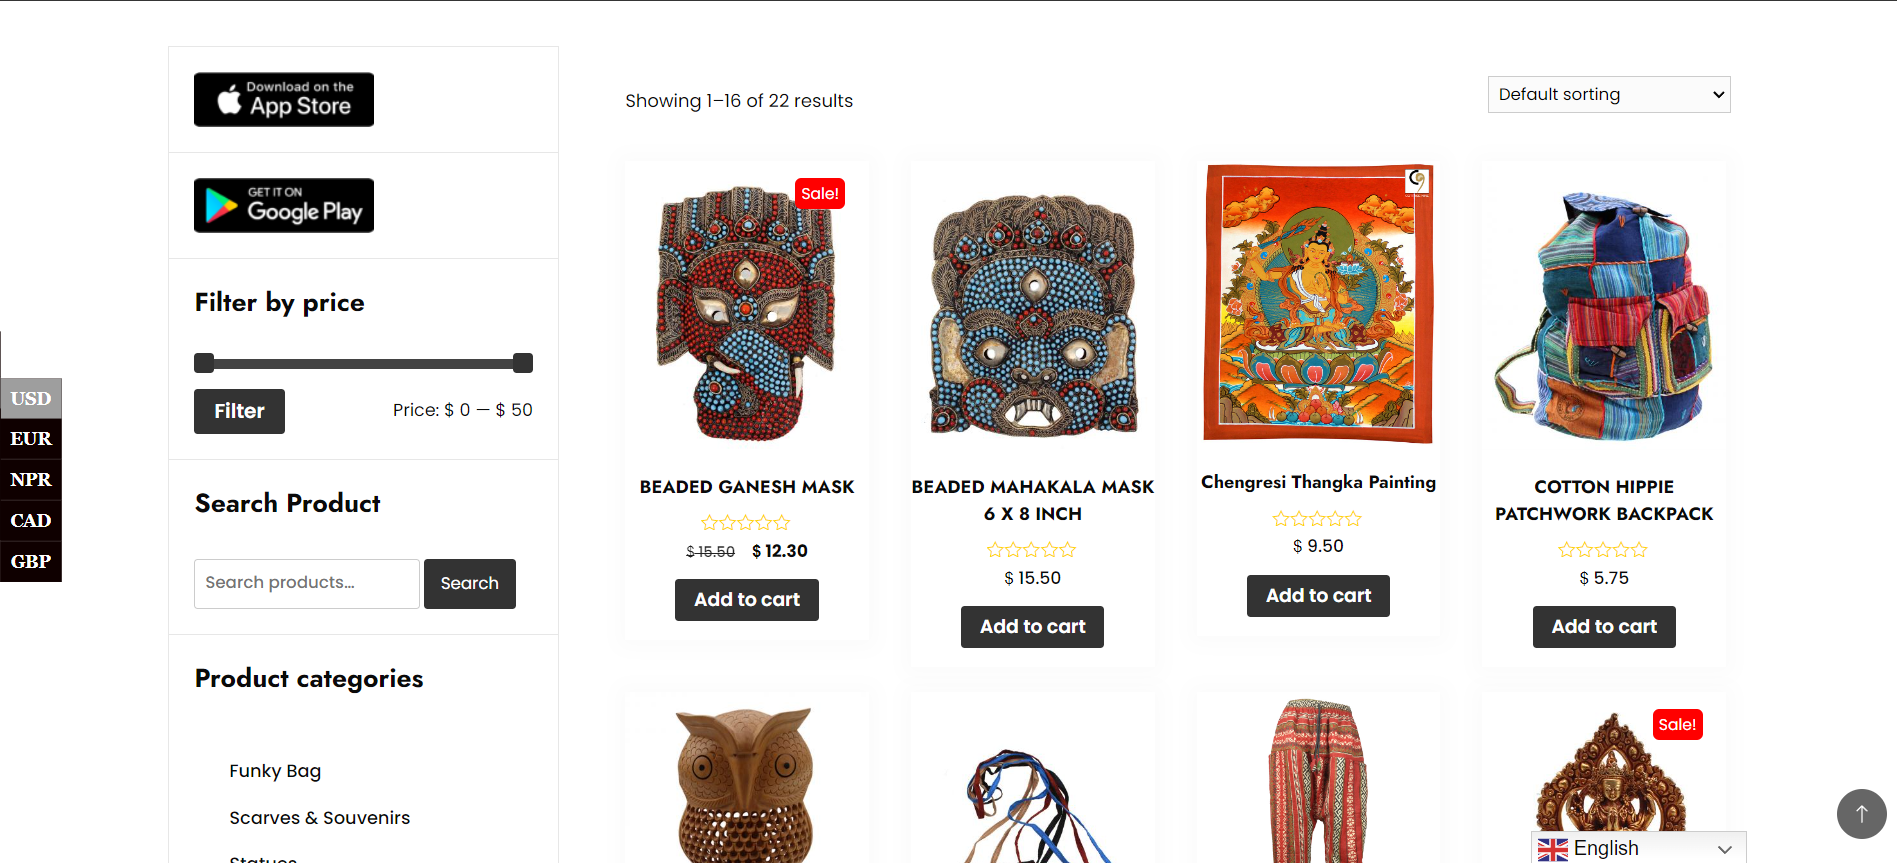 Download on the
App Store
GET IT ON
Google Play
Filter by price
Filter
Price: $ 0 — $ 50
Search Product
Search products...
Search
Product categories
Funky Bag
Scarves & Souvenirs
Statues
USD
EUR
NPR
CAD
GBP
Showing 1–16 of 22 results
Default sorting
Sale!
BEADED GANESH MASK
$ 15.50 $ 12.30
Add to cart
BEADED MAHAKALA MASK
6 X 8 INCH
$ 15.50
Add to cart
Chengresi Thangka Painting
$ 9.50
Add to cart
COTTON HIPPIE
PATCHWORK BACKPACK
$ 5.75
Add to cart
Sale!
English